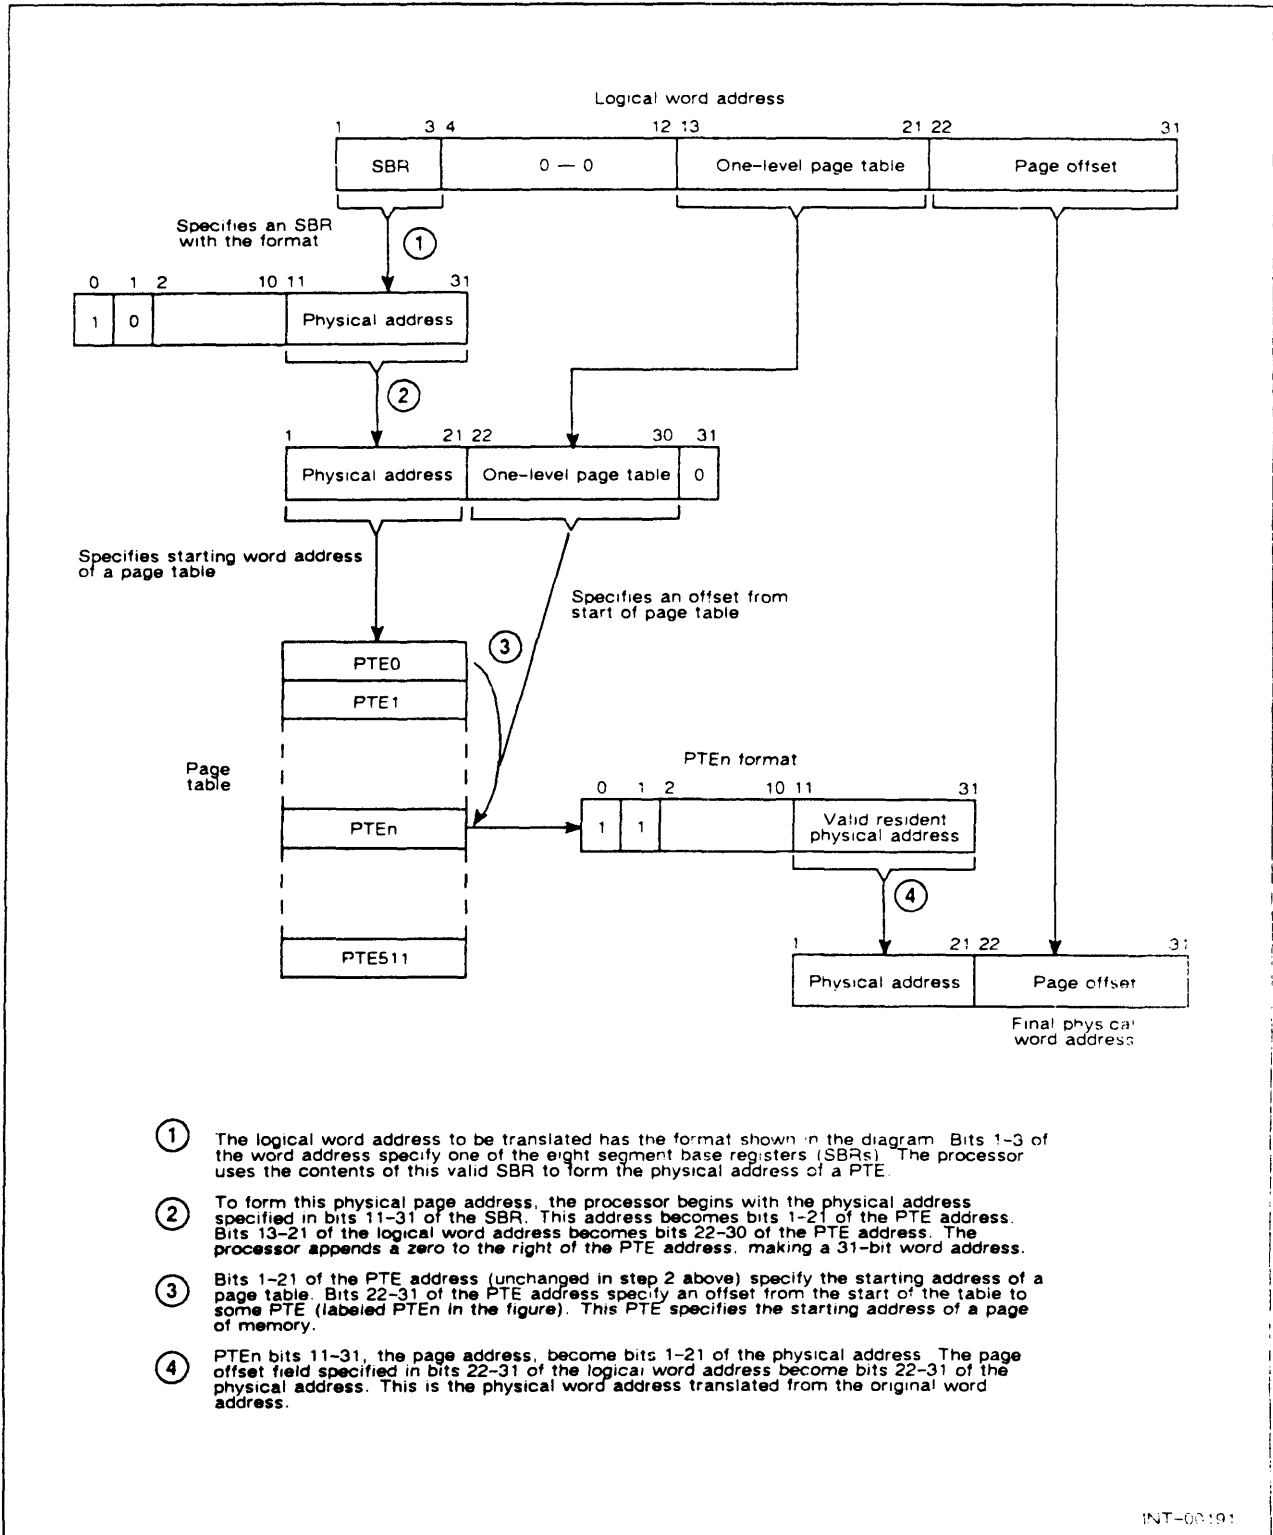 Logical word address
1 3 4 12 13 21 22 31
SBR 0 — 0 One-level page table Page offset
Specifies an SBR
with the format
1
0 1 2 10 11 31
1 0 Physical address
2
1 21 22 30 31
Physical address One-level page table 0
Specifies starting word address
of a page table
Specifies an offset from
start of page table
3
PTE0
PTE1
Page
table
PTEn format
0 1 2 10 11 31
PTEn 1 1 Valid resident
physical address
4
PTE511
1 21 22 31
Physical address Page offset
Final physical
word address
1 The logical word address to be translated has the format shown in the diagram Bits 1-3 of
the word address specify one of the eight segment base registers (SBRs) The processor
uses the contents of this valid SBR to form the physical address of a PTE.
2 To form this physical page address, the processor begins with the physical address
specified in bits 11-31 of the SBR. This address becomes bits 1-21 of the PTE address.
Bits 13-21 of the logical word address becomes bits 22-30 of the PTE address. The
processor appends a zero to the right of the PTE address, making a 31-bit word address.
3 Bits 1-21 of the PTE address (unchanged in step 2 above) specify the starting address of a
page table. Bits 22-31 of the PTE address specify an offset from the start of the table to
some PTE (labeled PTEn in the figure). This PTE specifies the starting address of a page
of memory.
4 PTEn bits 11-31, the page address, become bits 1-21 of the physical address The page
offset field specified in bits 22-31 of the logical word address become bits 22-31 of the
physical address. This is the physical word address translated from the original word
address.
INT-00191